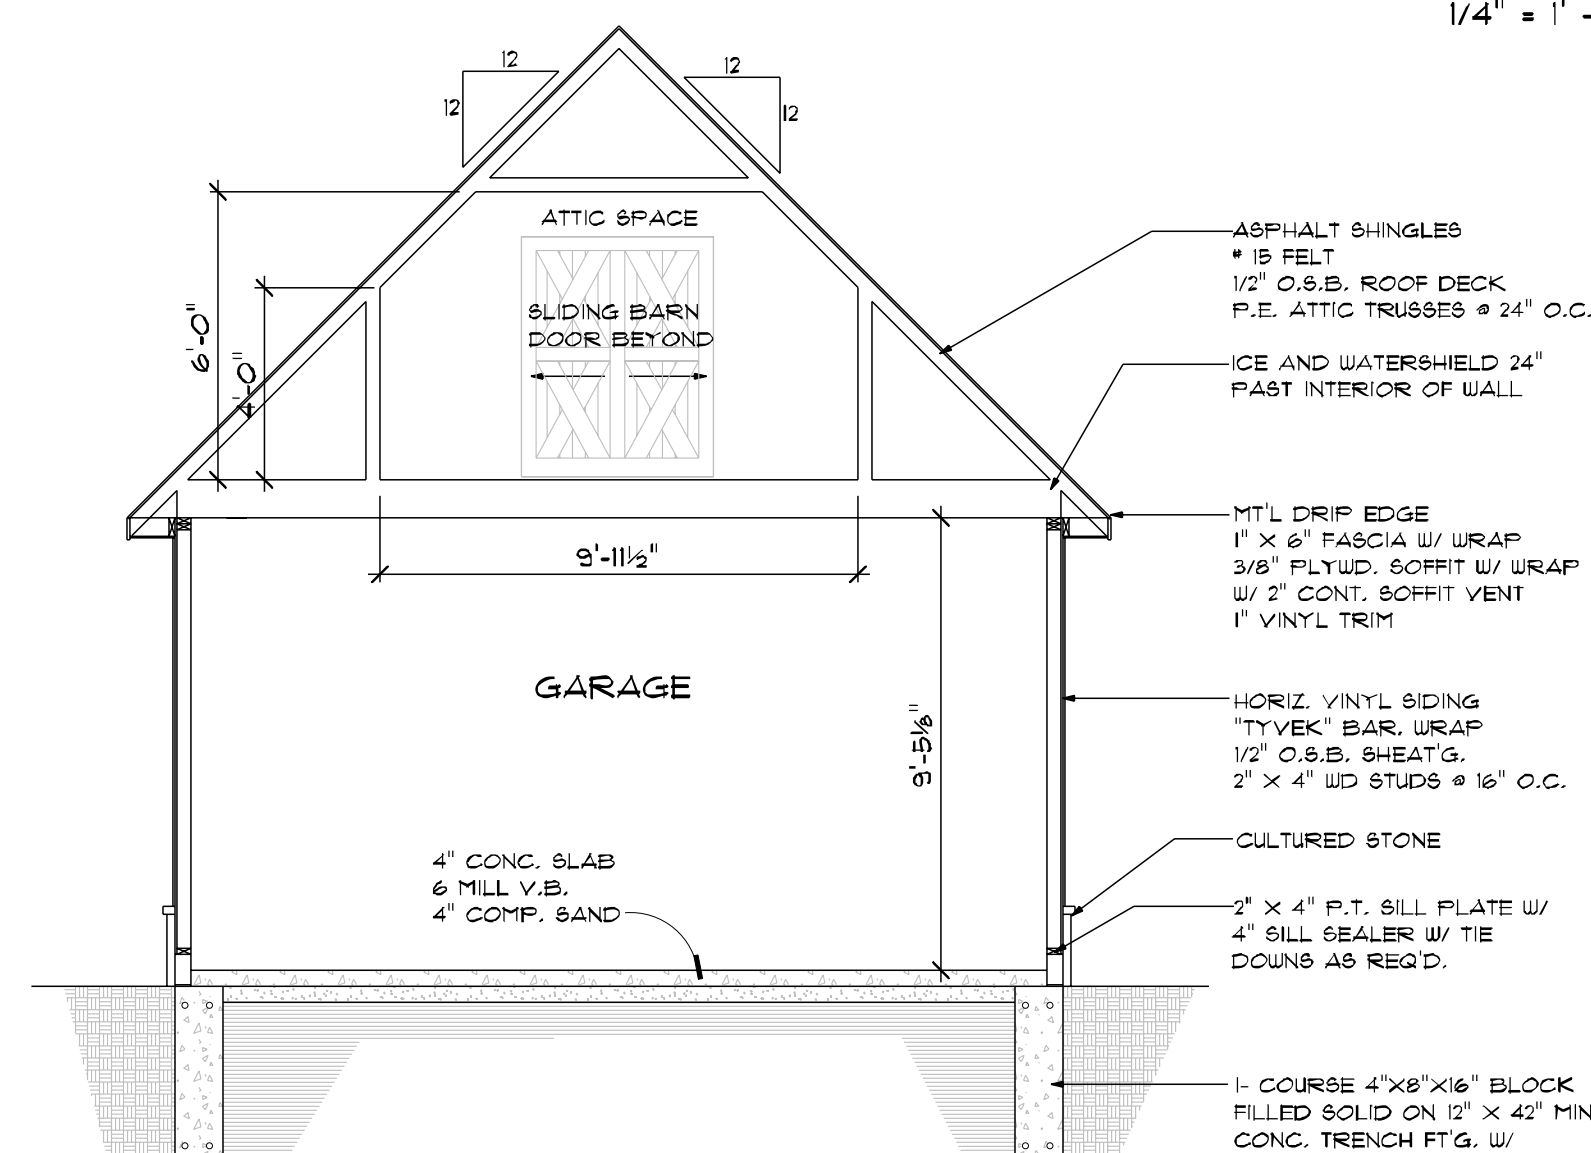 1/4" = 1' -
12
12
12
12
ATTIC SPACE
SLIDING BARN
DOOR BEYOND
6'-0"
4'-0"
9'-11½"
GARAGE
9'-5⅛"
4" CONC. SLAB
6 MILL V.B.
4" COMP. SAND
ASPHALT SHINGLES
# 15 FELT
1/2" O.S.B. ROOF DECK
P.E. ATTIC TRUSSES @ 24" O.C.
ICE AND WATERSHIELD 24"
PAST INTERIOR OF WALL
MT'L DRIP EDGE
1" X 6" FASCIA W/ WRAP
3/8" PLYWD. SOFFIT W/ WRAP
W/ 2" CONT. SOFFIT VENT
1" VINYL TRIM
HORIZ. VINYL SIDING
"TYVEK" BAR. WRAP
1/2" O.S.B. SHEAT'G.
2" X 4" WD STUDS @ 16" O.C.
CULTURED STONE
2" X 4" P.T. SILL PLATE W/
4" SILL SEALER W/ TIE
DOWNS AS REQ'D.
1- COURSE 4"X8"X16" BLOCK
FILLED SOLID ON 12" X 42" MIN
CONC. TRENCH FT'G. W/